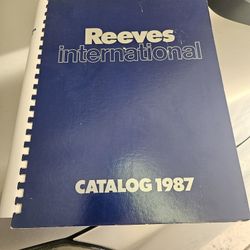 Reeves
international
CATALOG 1987